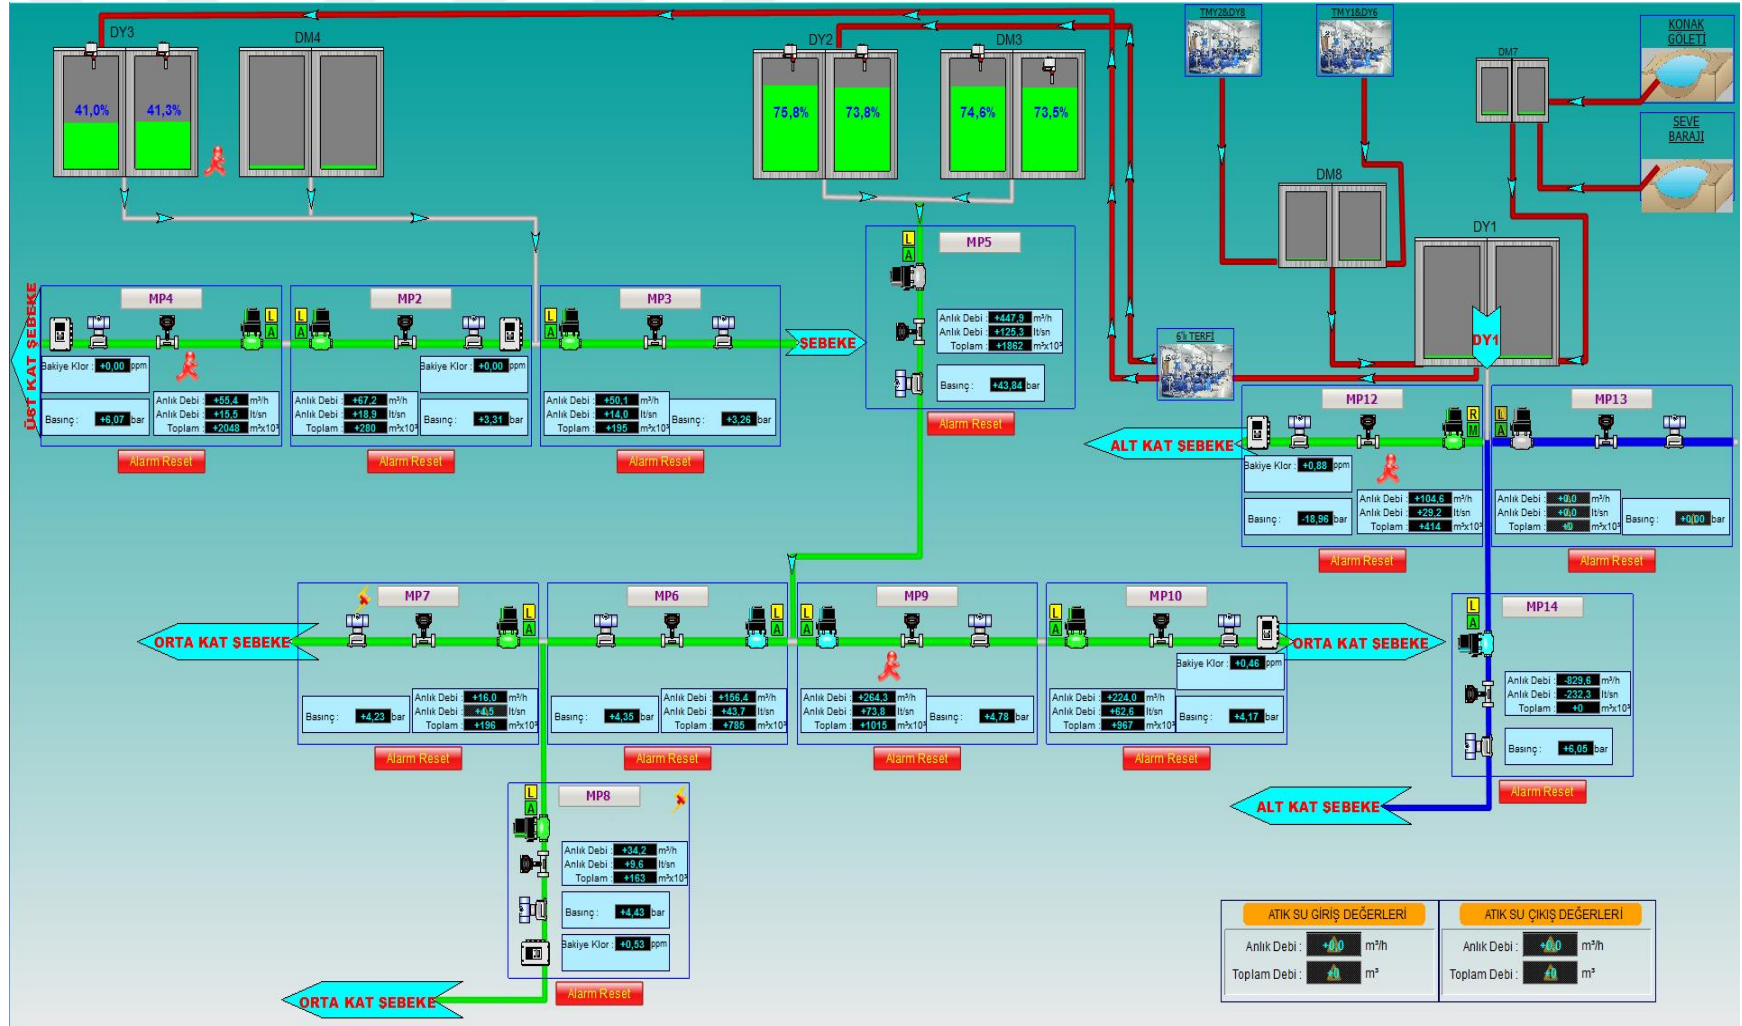 DY3
DM4
DY2
DM3
TMY2&DY8
TMY1&DY6
DM7
KONAK
GÖLETİ
SEVE
BARAJI
41,0%
41,3%
75,8%
73,8%
74,6%
73,5%
DM8
DY1
DY1
6'lı TERFİ
ÜST KAT ŞEBEKE
MP4
L
A
Bakiye Klor : +0,00 ppm
Basınç : +6,07 bar
Anlık Debi : +55,4 m³/h
Anlık Debi : +15,5 lt/sn
Toplam : +2048 m³x10³
Alarm Reset
MP2
L
A
Bakiye Klor : +0,00 ppm
Anlık Debi : +67,2 m³/h
Anlık Debi : +18,9 lt/sn
Toplam : +280 m³x10³
Basınç : +3,31 bar
Alarm Reset
MP3
L
A
Anlık Debi : +50,1 m³/h
Anlık Debi : +14,0 lt/sn
Toplam : +195 m³x10³
Basınç : +3,26 bar
Alarm Reset
ŞEBEKE
MP5
L
A
Anlık Debi : +447,9 m³/h
Anlık Debi : +125,3 lt/sn
Toplam : +1862 m³x10³
Basınç : +43,84 bar
Alarm Reset
ALT KAT ŞEBEKE
MP12
R
M
Bakiye Klor : +0,88 ppm
Basınç : -18,96 bar
Anlık Debi : +104,6 m³/h
Anlık Debi : +29,2 lt/sn
Toplam : +414 m³x10³
Alarm Reset
MP13
L
A
Anlık Debi : +0,0 m³/h
Anlık Debi : +0,0 lt/sn
Toplam : +0 m³x10³
Basınç : +0,00 bar
Alarm Reset
ORTA KAT ŞEBEKE
MP7
L
A
Basınç : +4,23 bar
Anlık Debi : +16,0 m³/h
Anlık Debi : +4,5 lt/sn
Toplam : +196 m³x10³
Alarm Reset
MP6
L
A
Basınç : +4,35 bar
Anlık Debi : +156,4 m³/h
Anlık Debi : +43,7 lt/sn
Toplam : +785 m³x10³
MP9
L
A
Anlık Debi : +264,3 m³/h
Anlık Debi : +73,8 lt/sn
Toplam : +1015 m³x10³
Basınç : +4,78 bar
Alarm Reset
MP10
L
A
Bakiye Klor : +0,46 ppm
Anlık Debi : +224,0 m³/h
Anlık Debi : +62,6 lt/sn
Toplam : +967 m³x10³
Basınç : +4,17 bar
Alarm Reset
ORTA KAT ŞEBEKE
MP14
L
A
Anlık Debi : -829,6 m³/h
Anlık Debi : -232,3 lt/sn
Toplam : +0 m³x10³
Basınç : +6,05 bar
Alarm Reset
ALT KAT ŞEBEKE
Alarm Reset
MP8
L
A
Anlık Debi : +34,2 m³/h
Anlık Debi : +9,6 lt/sn
Toplam : +163 m³x10³
Basınç : +4,43 bar
Bakiye Klor : +0,53 ppm
Alarm Reset
ORTA KAT ŞEBEKE
ATIK SU GİRİŞ DEĞERLERİ
Anlık Debi : +0,0 m³/h
Toplam Debi : +0 m³
ATIK SU ÇIKIŞ DEĞERLERİ
Anlık Debi : +0,0 m³/h
Toplam Debi : +0 m³